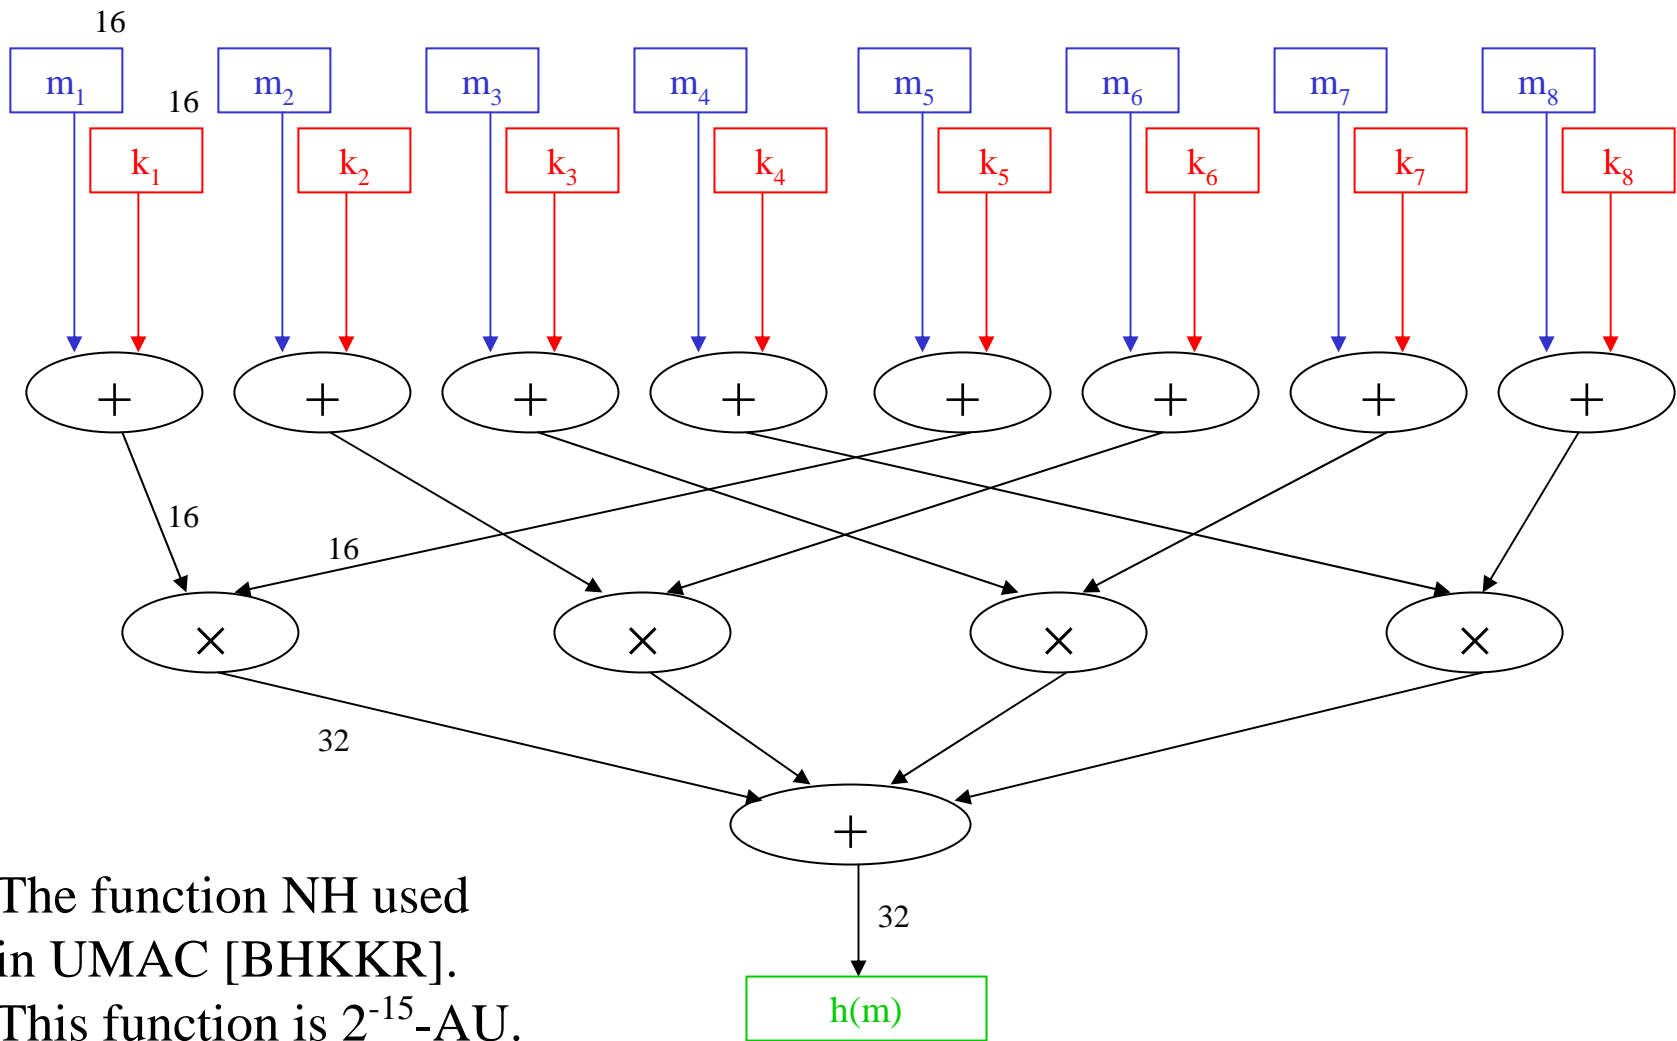 16
m₁ m₂ m₃ m₄ m₅ m₆ m₇ m₈
16
k₁ k₂ k₃ k₄ k₅ k₆ k₇ k₈
+ + + + + + + +
16
16
× × × ×
32
+
The function NH used
in UMAC [BHKKR].
This function is 2⁻¹⁵-AU.
32
h(m)